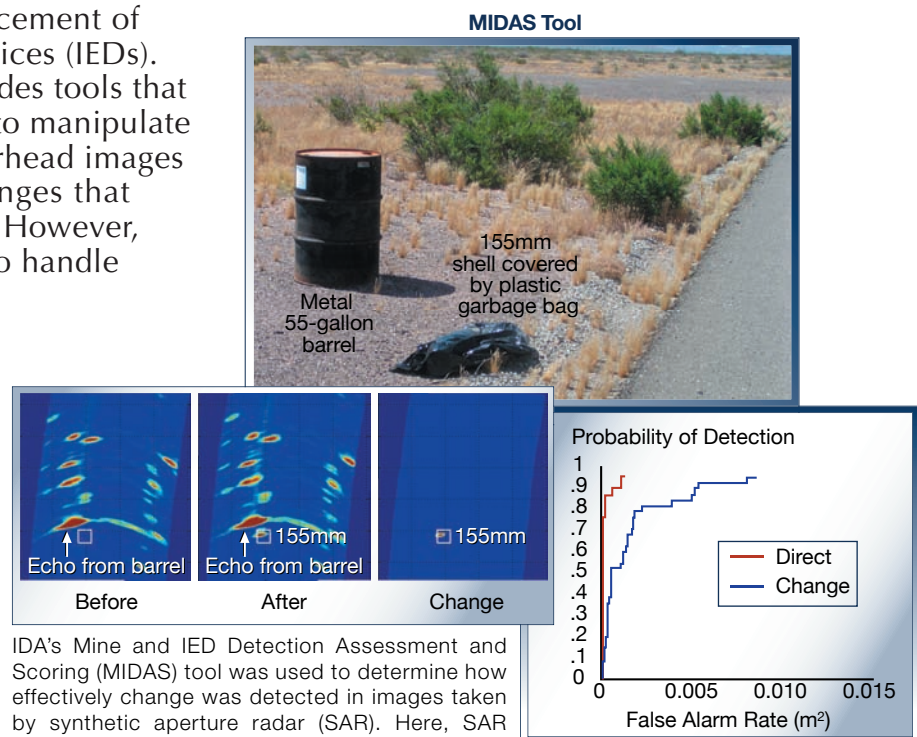 cement of
ices (IEDs).
des tools that
to manipulate
rhead images
nges that
However,
o handle
MIDAS Tool
155mm
shell covered
by plastic
garbage bag
Metal
55-gallon
barrel
155mm
155mm
Echo from barrel
Echo from barrel
Before
After
Change
IDA's Mine and IED Detection Assessment and
Scoring (MIDAS) tool was used to determine how
effectively change was detected in images taken
by synthetic aperture radar (SAR). Here, SAR
Probability of Detection
1
.9
.8
.7
.6
.5
.4
.3
.2
.1
0
0
0.005
0.010
0.015
False Alarm Rate (m²)
Direct
Change